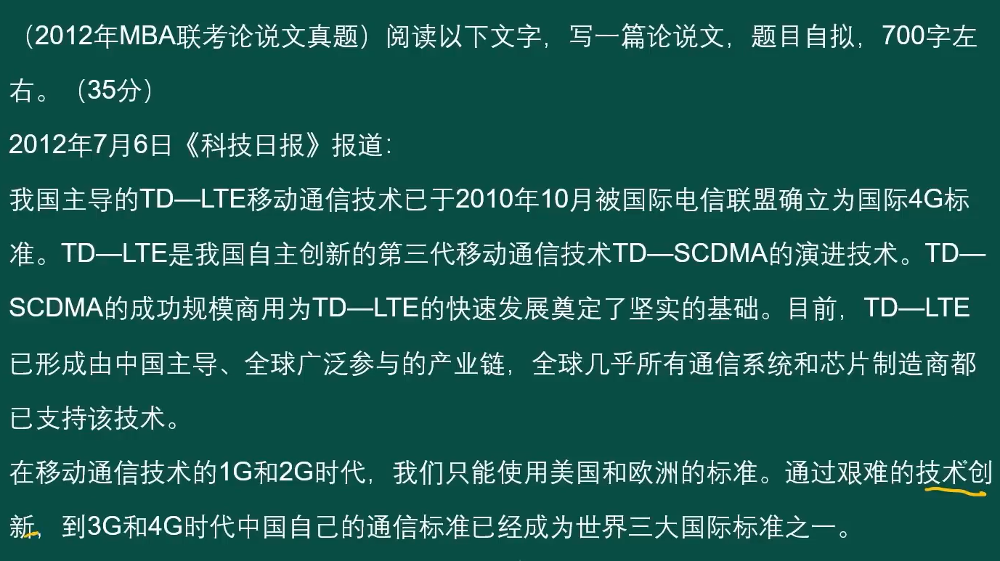 （2012年MBA联考论说文真题）阅读以下文字，写一篇论说文，题目自拟，700字左
右。（35分）
2012年7月6日《科技日报》报道：
我国主导的TD—LTE移动通信技术已于2010年10月被国际电信联盟确立为国际4G标
准。TD—LTE是我国自主创新的第三代移动通信技术TD—SCDMA的演进技术。TD—
SCDMA的成功规模商用为TD—LTE的快速发展奠定了坚实的基础。目前，TD—LTE
已形成由中国主导、全球广泛参与的产业链，全球几乎所有通信系统和芯片制造商都
已支持该技术。
在移动通信技术的1G和2G时代，我们只能使用美国和欧洲的标准。通过艰难的技术创
新，到3G和4G时代中国自己的通信标准已经成为世界三大国际标准之一。